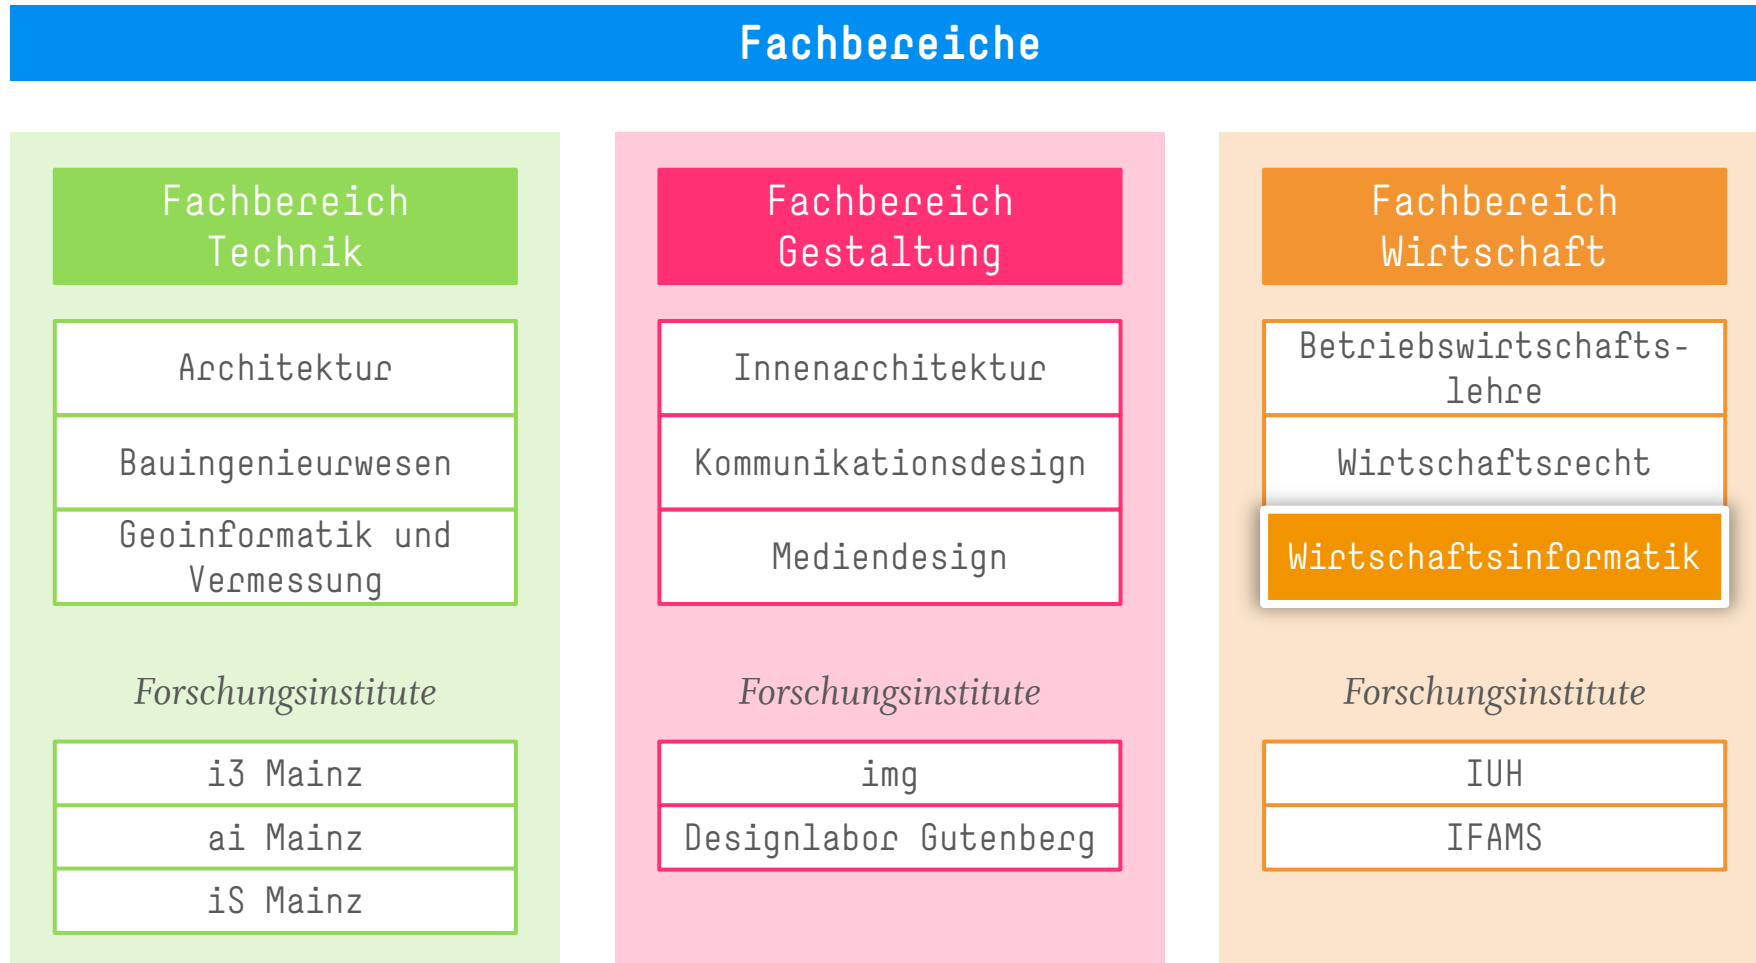 Fachbereiche
Fachbereich
Technik
Architektur
Bauingenieurwesen
Geoinformatik und
Vermessung
Forschungsinstitute
i3 Mainz
ai Mainz
iS Mainz
Fachbereich
Gestaltung
Innenarchitektur
Kommunikationsdesign
Mediendesign
Forschungsinstitute
img
Designlabor Gutenberg
Fachbereich
Wirtschaft
Betriebswirtschafts-
lehre
Wirtschaftsrecht
Wirtschaftsinformatik
Forschungsinstitute
IUH
IFAMS